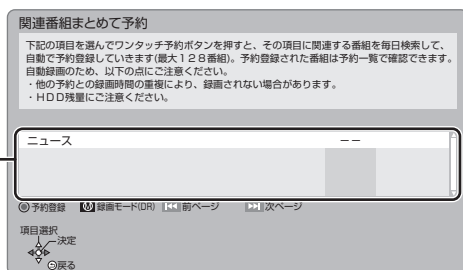 関連番組まとめて予約
下記の項目を選んでワンタッチ予約ボタンを押すと、その項目に関連する番組を毎日検索して、
自動で予約登録していきます(最大128番組)。予約登録された番組は予約一覧で確認できます。
自動録画のため、以下の点にご注意ください。
・他の予約との録画時間の重複により、録画されない場合があります。
・HDD残量にご注意ください。
ニュース --
予約登録 録画モード(DR) 前ページ 次ページ
項目選択
決定
戻る